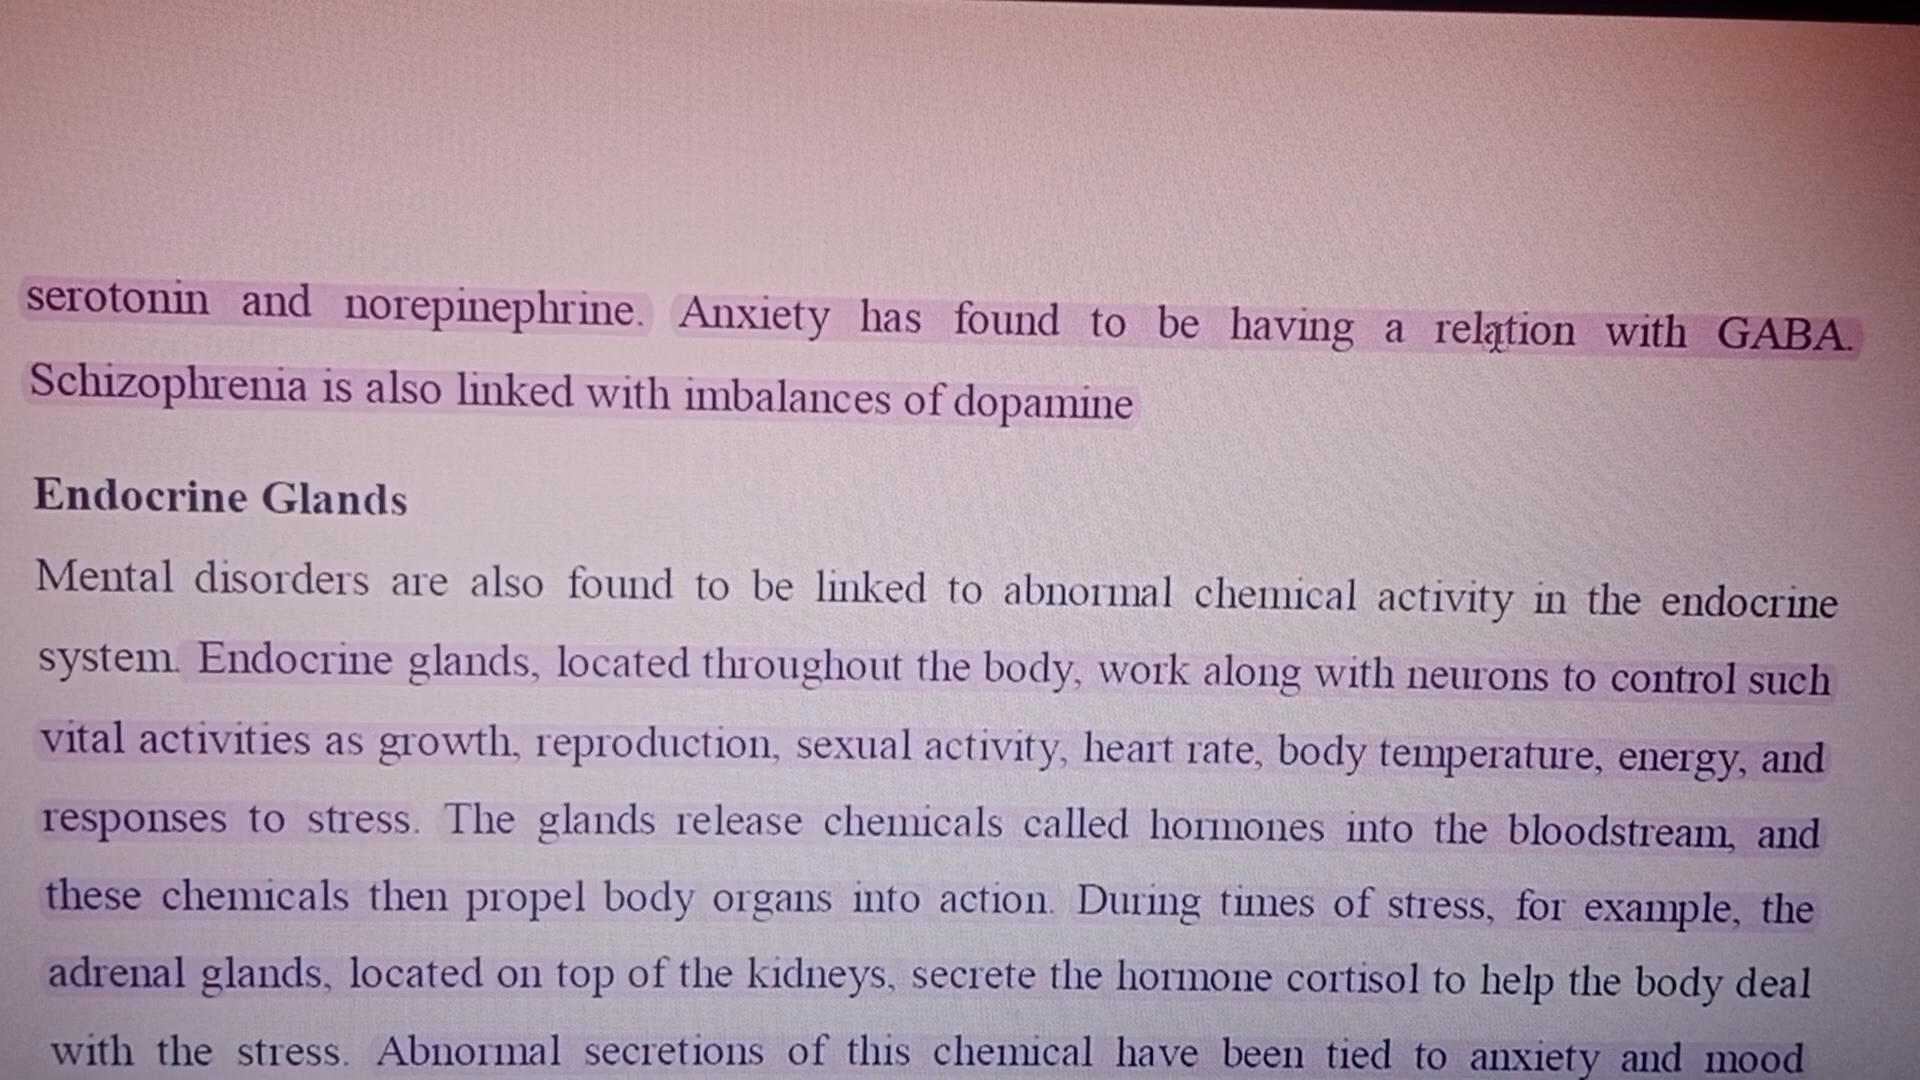 serotonin and norepinephrine. Anxiety has found to be having a relation with GABA.
Schizophrenia is also linked with imbalances of dopamine
Endocrine Glands
Mental disorders are also found to be linked to abnormal chemical activity in the endocrine
system. Endocrine glands, located throughout the body, work along with neurons to control such
vital activities as growth, reproduction, sexual activity, heart rate, body temperature, energy, and
responses to stress. The glands release chemicals called hormones into the bloodstream, and
these chemicals then propel body organs into action. During times of stress, for example, the
adrenal glands, located on top of the kidneys, secrete the hormone cortisol to help the body deal
with the stress. Abnormal secretions of this chemical have been tied to anxiety and mood